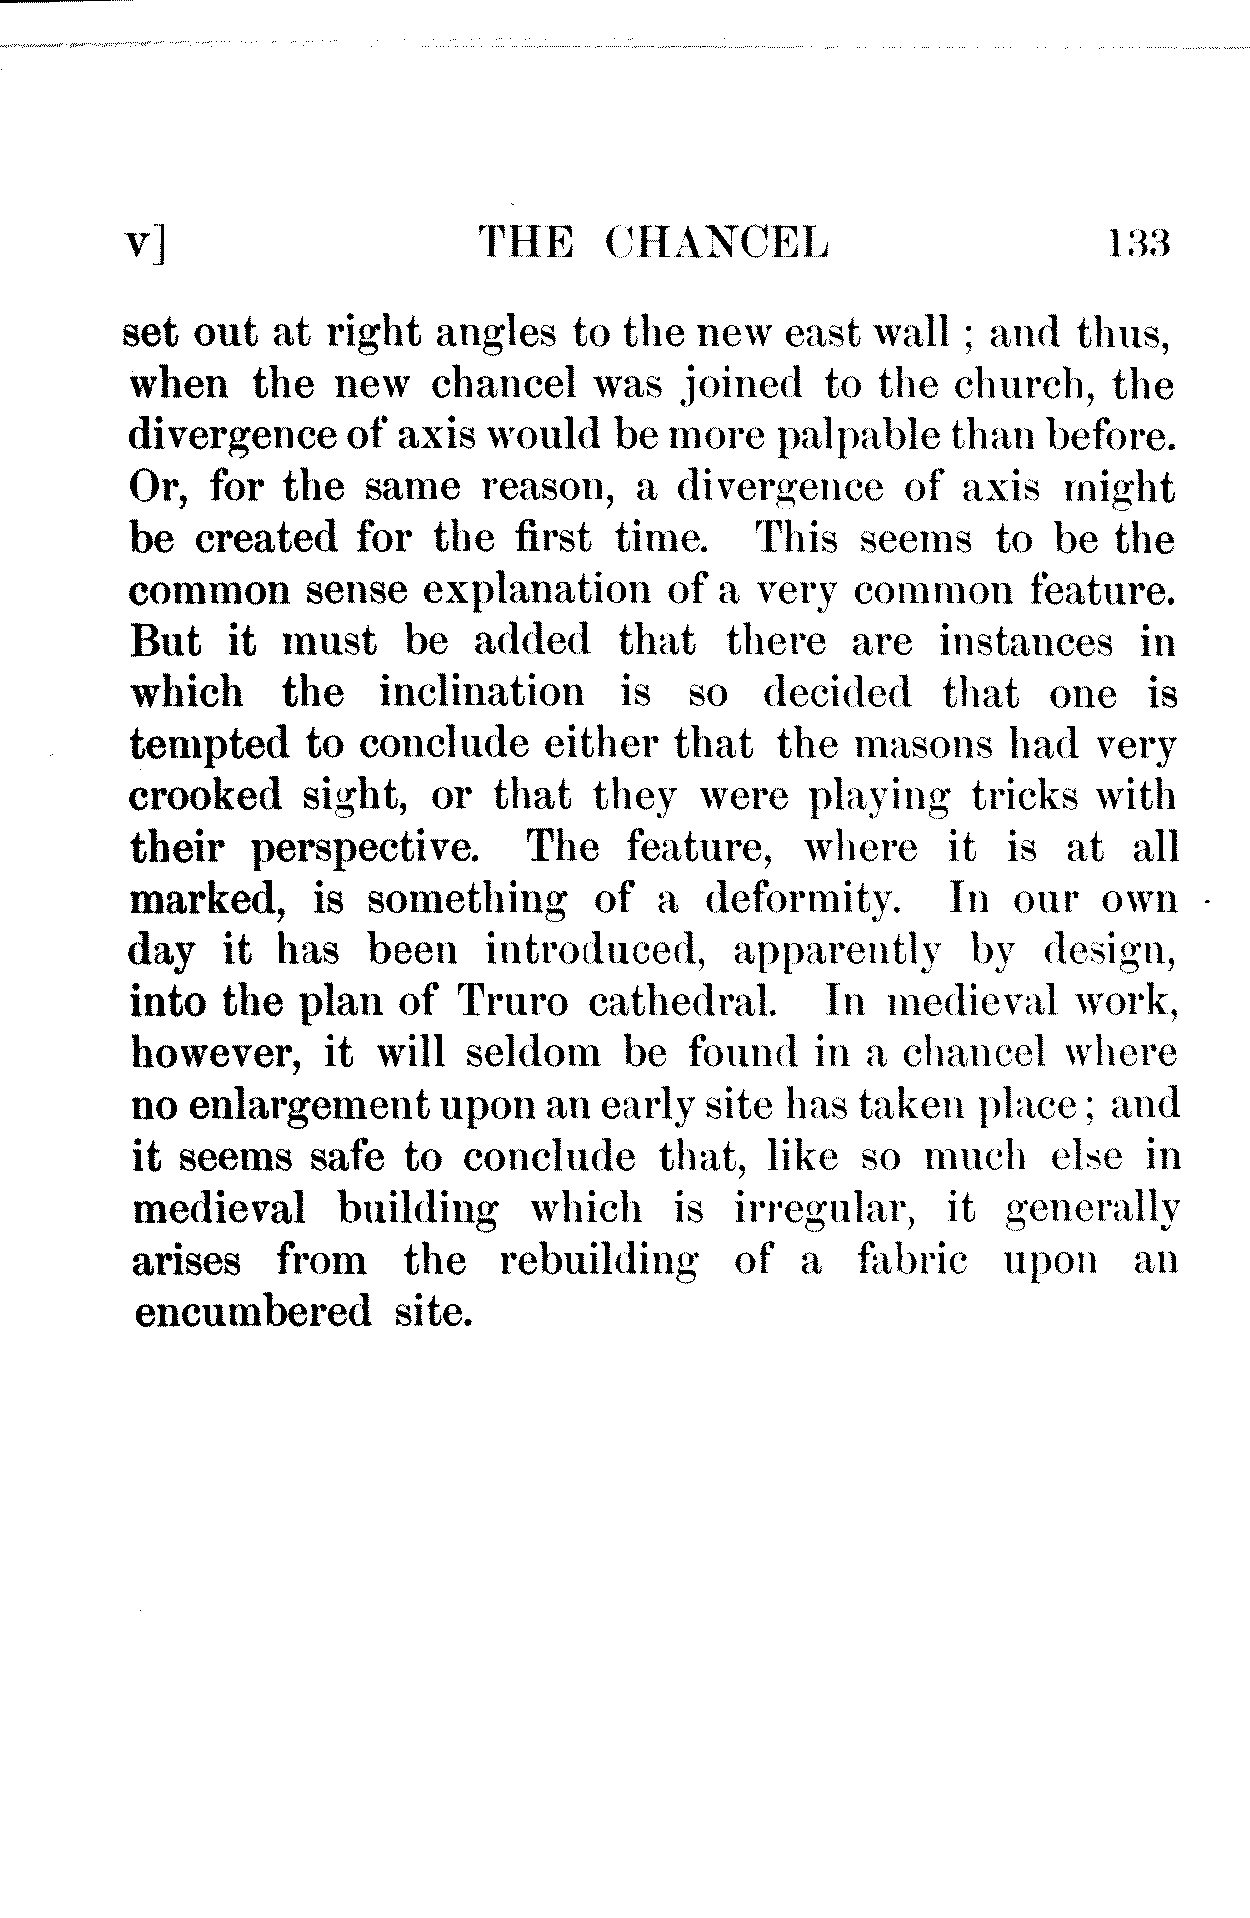 v] THE CHANCEL 133
set out at right angles to the new east wall ; and thus,
when the new chancel was joined to the church, the
divergence of axis would be more palpable than before.
Or, for the same reason, a divergence of axis might
be created for the first time. This seems to be the
common sense explanation of a very common feature.
But it must be added that there are instances in
which the inclination is so decided that one is
tempted to conclude either that the masons had very
crooked sight, or that they were playing tricks with
their perspective. The feature, where it is at all
marked, is something of a deformity. In our own
day it has been introduced, apparently by design,
into the plan of Truro cathedral. In medieval work,
however, it will seldom be found in a chancel where
no enlargement upon an early site has taken place ; and
it seems safe to conclude that, like so much else in
medieval building which is irregular, it generally
arises from the rebuilding of a fabric upon an
encumbered site.